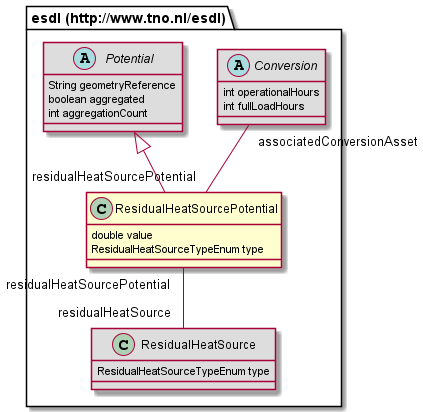 esdl (http://www.tno.nl/esdl)
A Potential
String geometryReference
boolean aggregated
int aggregationCount
A Conversion
int operationalHours
int fullLoadHours
associatedConversionAsset
residualHeatSourcePotential
C ResidualHeatSourcePotential
double value
ResidualHeatSourceTypeEnum type
residualHeatSourcePotential
residualHeatSource
C ResidualHeatSource
ResidualHeatSourceTypeEnum type